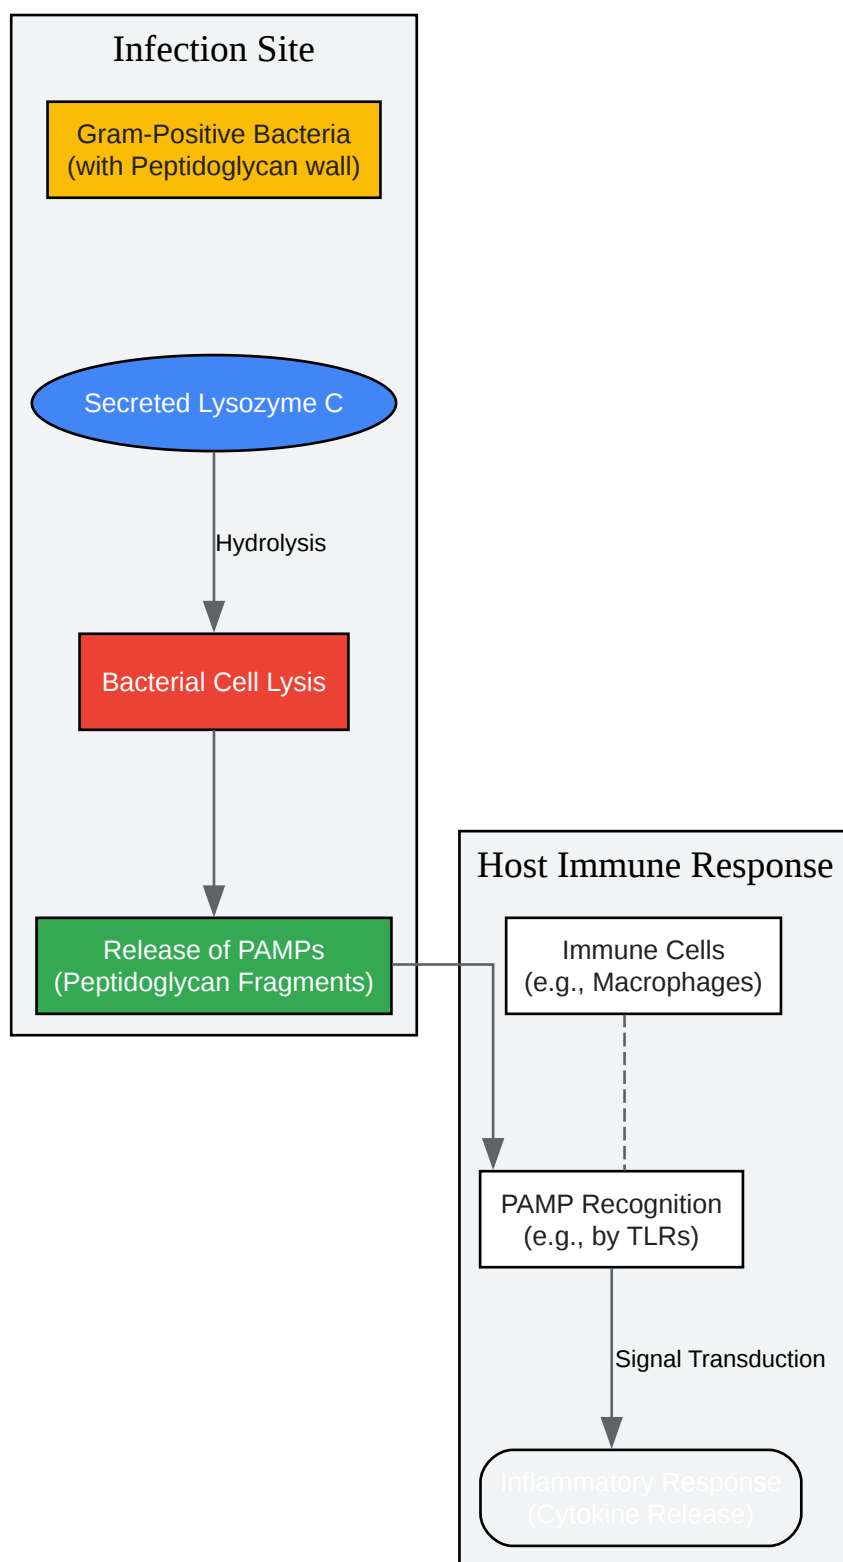 Infection Site
Gram-Positive Bacteria
(with Peptidoglycan wall)
Secreted Lysozyme C
Hydrolysis
Bacterial Cell Lysis
Release of PAMPs
(Peptidoglycan Fragments)
Host Immune Response
Immune Cells
(e.g., Macrophages)
PAMP Recognition
(e.g., by TLRs)
Signal Transduction
Inflammatory Response
(Cytokine Release)